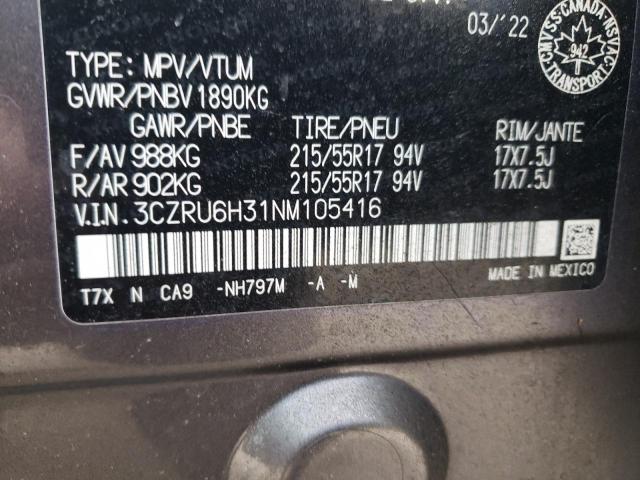 03/'22
CMVSS-CANADA-NSVAC
942
TRANSPORT
TYPE: MPV/VTUM
GVWR/PNBV 1890KG
GAWR/PNBE TIRE/PNEU RIM/JANTE
F/AV 988KG 215/55R17 94V 17X7.5J
R/AR 902KG 215/55R17 94V 17X7.5J
V.I.N. 3CZRU6H31NM105416
MADE IN MEXICO
T7X N CA9 -NH797M -A -M